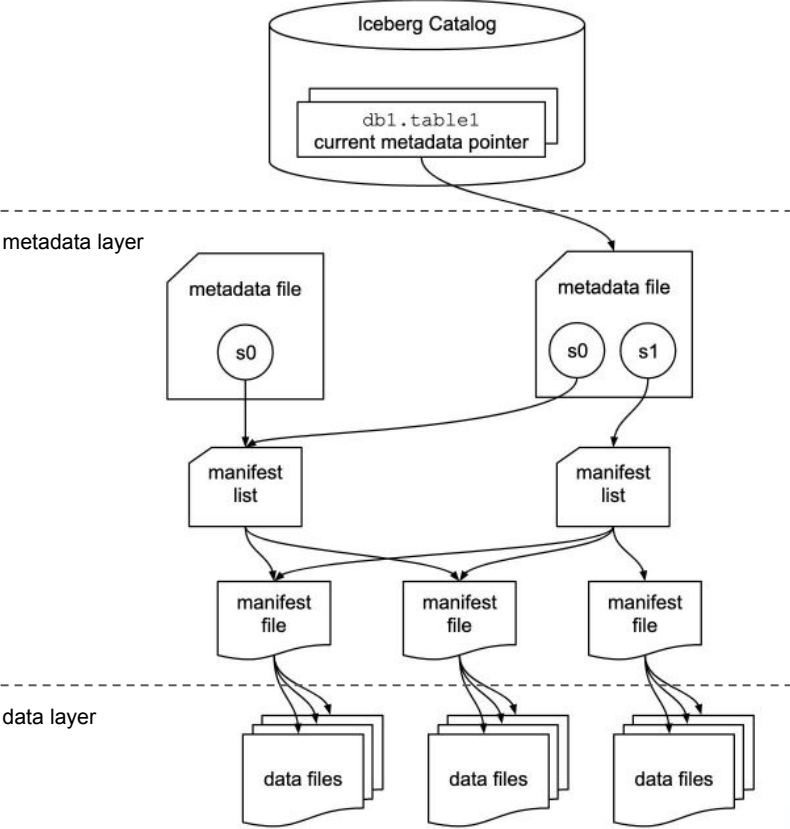 Iceberg Catalog
db1.table1
current metadata pointer
metadata layer
metadata file
metadata file
s0
s0
s1
manifest
list
manifest
list
manifest
file
manifest
file
manifest
file
data layer
data files
data files
data files